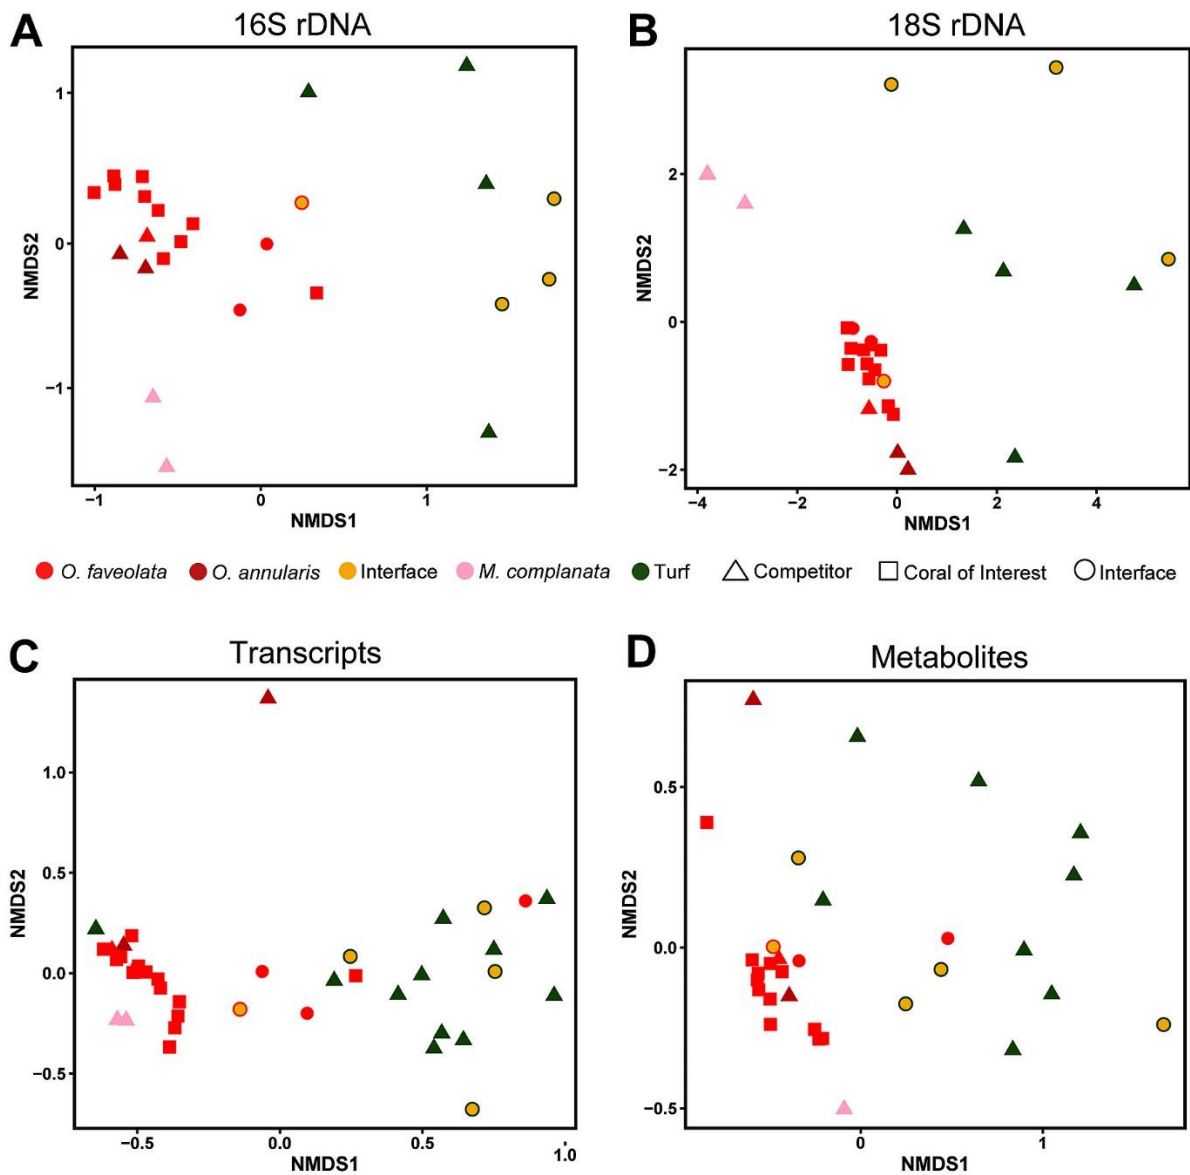 A
16S rDNA
1
0
−1
NMDS2
−1
0
1
NMDS1
B
18S rDNA
2
0
−2
NMDS2
−4
−2
0
2
4
NMDS1
O. faveolata O. annularis Interface M. complanata Turf Competitor Coral of Interest Interface
C
Transcripts
1.0
0.5
0.0
−0.5
NMDS2
−0.5
0.0
0.5
1.0
NMDS1
D
Metabolites
0.5
0.0
−0.5
NMDS2
0
1
NMDS1